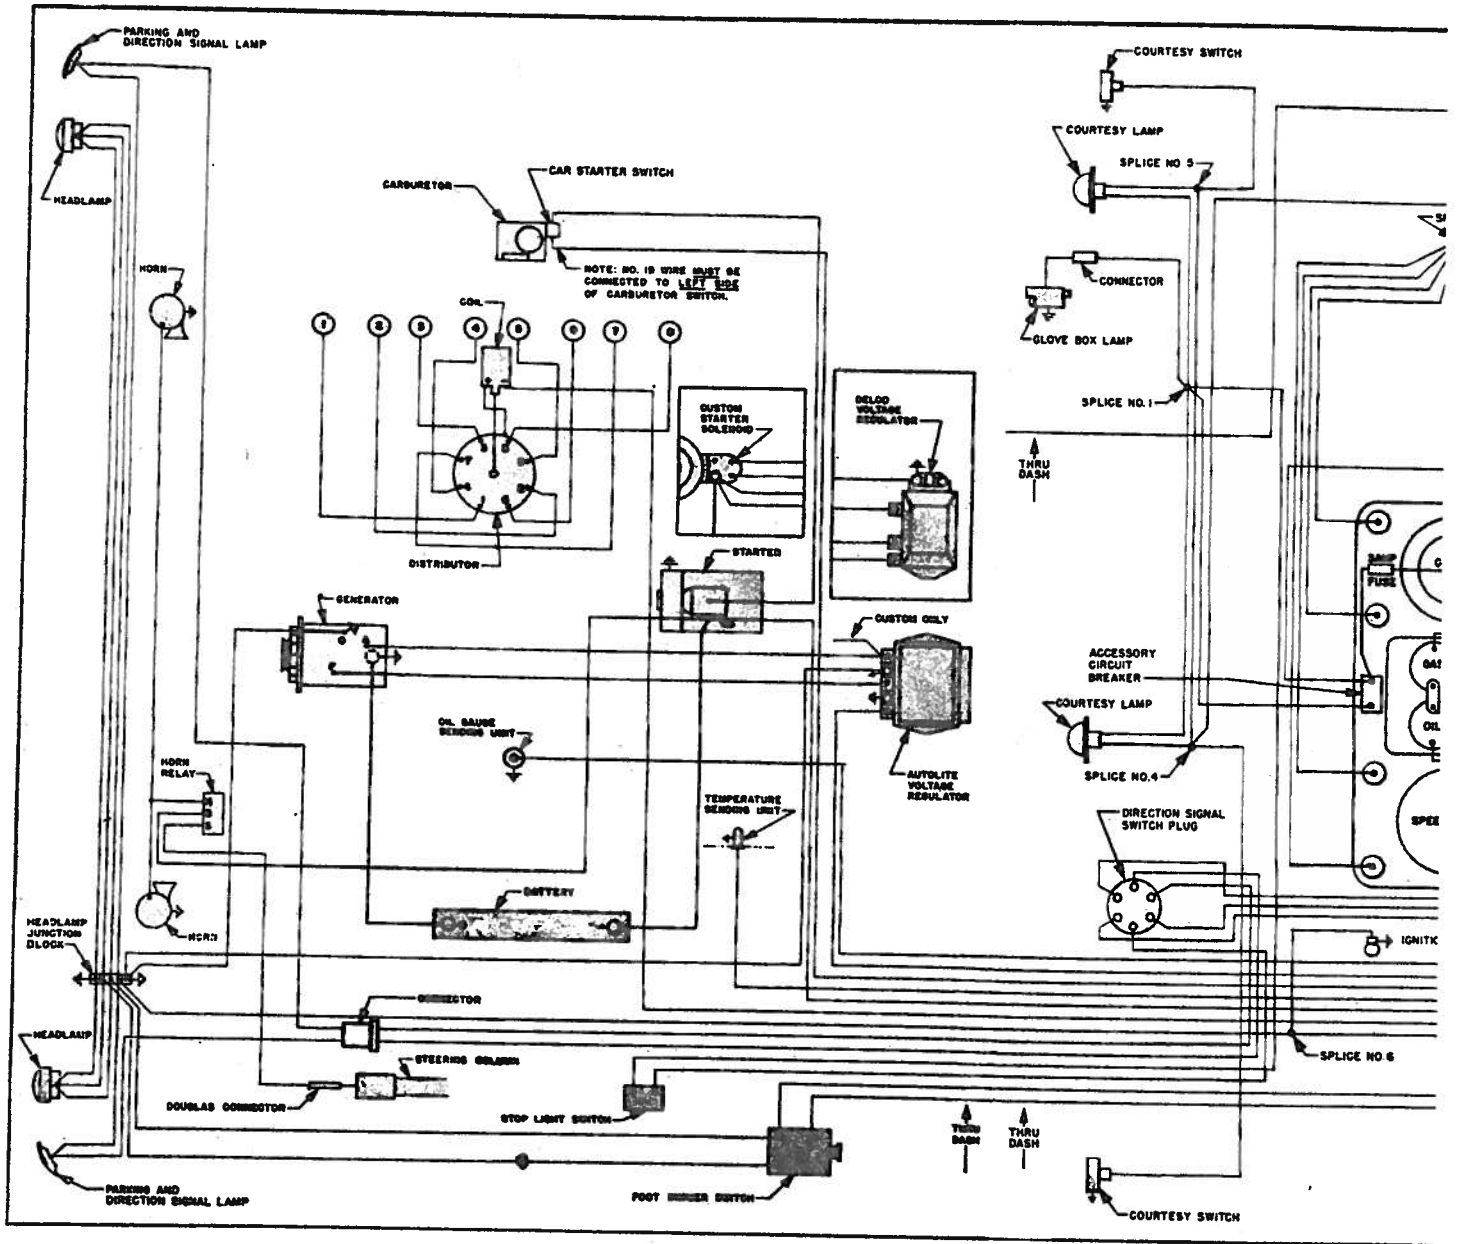 PARKING AND
DIRECTION SIGNAL LAMP
HEADLAMP
HORN
CARBURETOR
CAR STARTER SWITCH
NOTE: NO. 19 WIRE MUST BE
CONNECTED TO LEFT SIDE
OF CARBURETOR SWITCH.
COIL
1
2
3
4
5
6
7
8
DISTRIBUTOR
CUSTOM
STARTER
SOLENOID
DELCO
VOLTAGE
REGULATOR
STARTER
GENERATOR
CUSTOM ONLY
OIL GAUGE
SENDING UNIT
AUTOLITE
VOLTAGE
REGULATOR
HORN
RELAY
TEMPERATURE
SENDING UNIT
BATTERY
HORN
HEADLAMP
JUNCTION
BLOCK
CONNECTOR
HEADLAMP
STEERING COLUMN
DOUGLAS CONNECTOR
STOP LIGHT SWITCH
PARKING AND
DIRECTION SIGNAL LAMP
FOOT DIMMER SWITCH
COURTESY SWITCH
COURTESY LAMP
SPLICE NO 5
CONNECTOR
GLOVE BOX LAMP
SPLICE NO. 1
THRU
DASH
FUSE
ACCESSORY
CIRCUIT
BREAKER
GAS
OIL
COURTESY LAMP
SPLICE NO. 4
DIRECTION SIGNAL
SWITCH PLUG
SPEE
IGNITIC
SPLICE NO. 6
THRU
DASH
THRU
DASH
COURTESY SWITCH